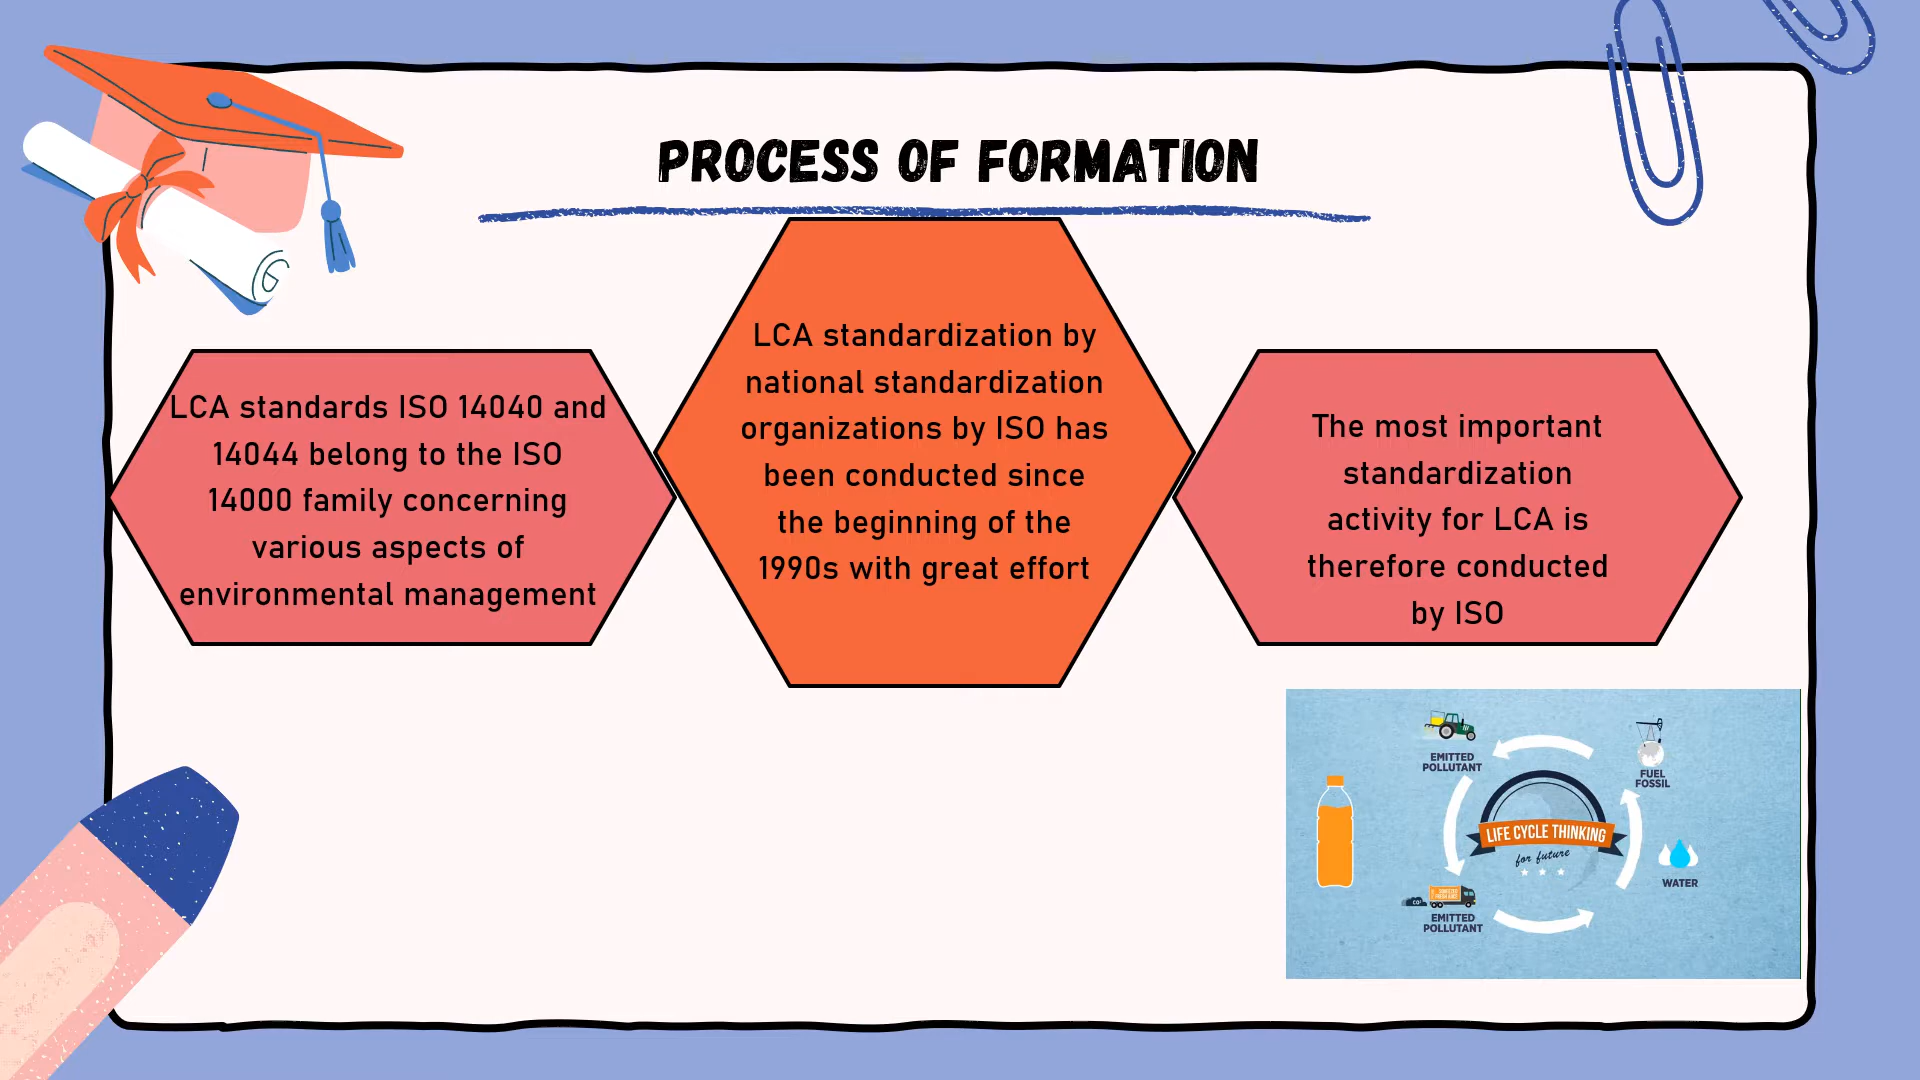 PROCESS OF FORMATION
LCA standards ISO 14040 and
14044 belong to the ISO
14000 family concerning
various aspects of
environmental management
LCA standardization by
national standardization
organizations by ISO has
been conducted since
the beginning of the
1990s with great effort
The most important
standardization
activity for LCA is
therefore conducted
by ISO
EMITTED
POLLUTANT
FUEL
FOSSIL
LIFE CYCLE THINKING
for future
WATER
CO²
EMITTED
POLLUTANT